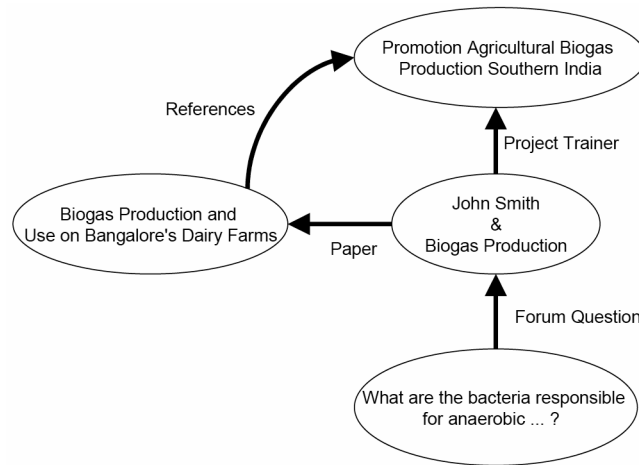 Promotion Agricultural Biogas
Production Southern India
References
Project Trainer
Biogas Production and
Use on Bangalore's Dairy Farms
John Smith
&
Biogas Production
Paper
Forum Question
What are the bacteria responsible
for anaerobic ... ?